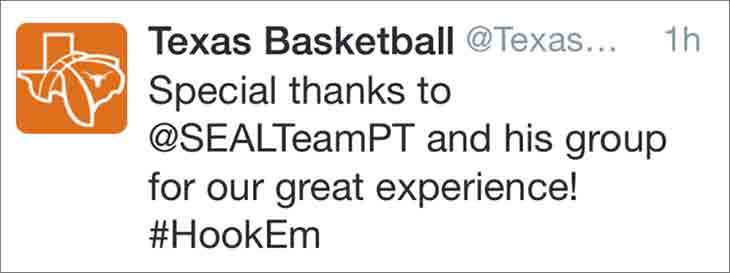 Texas Basketball @Texas... 1h
Special thanks to
@SEALTeamPT and his group
for our great experience!
#HookEm